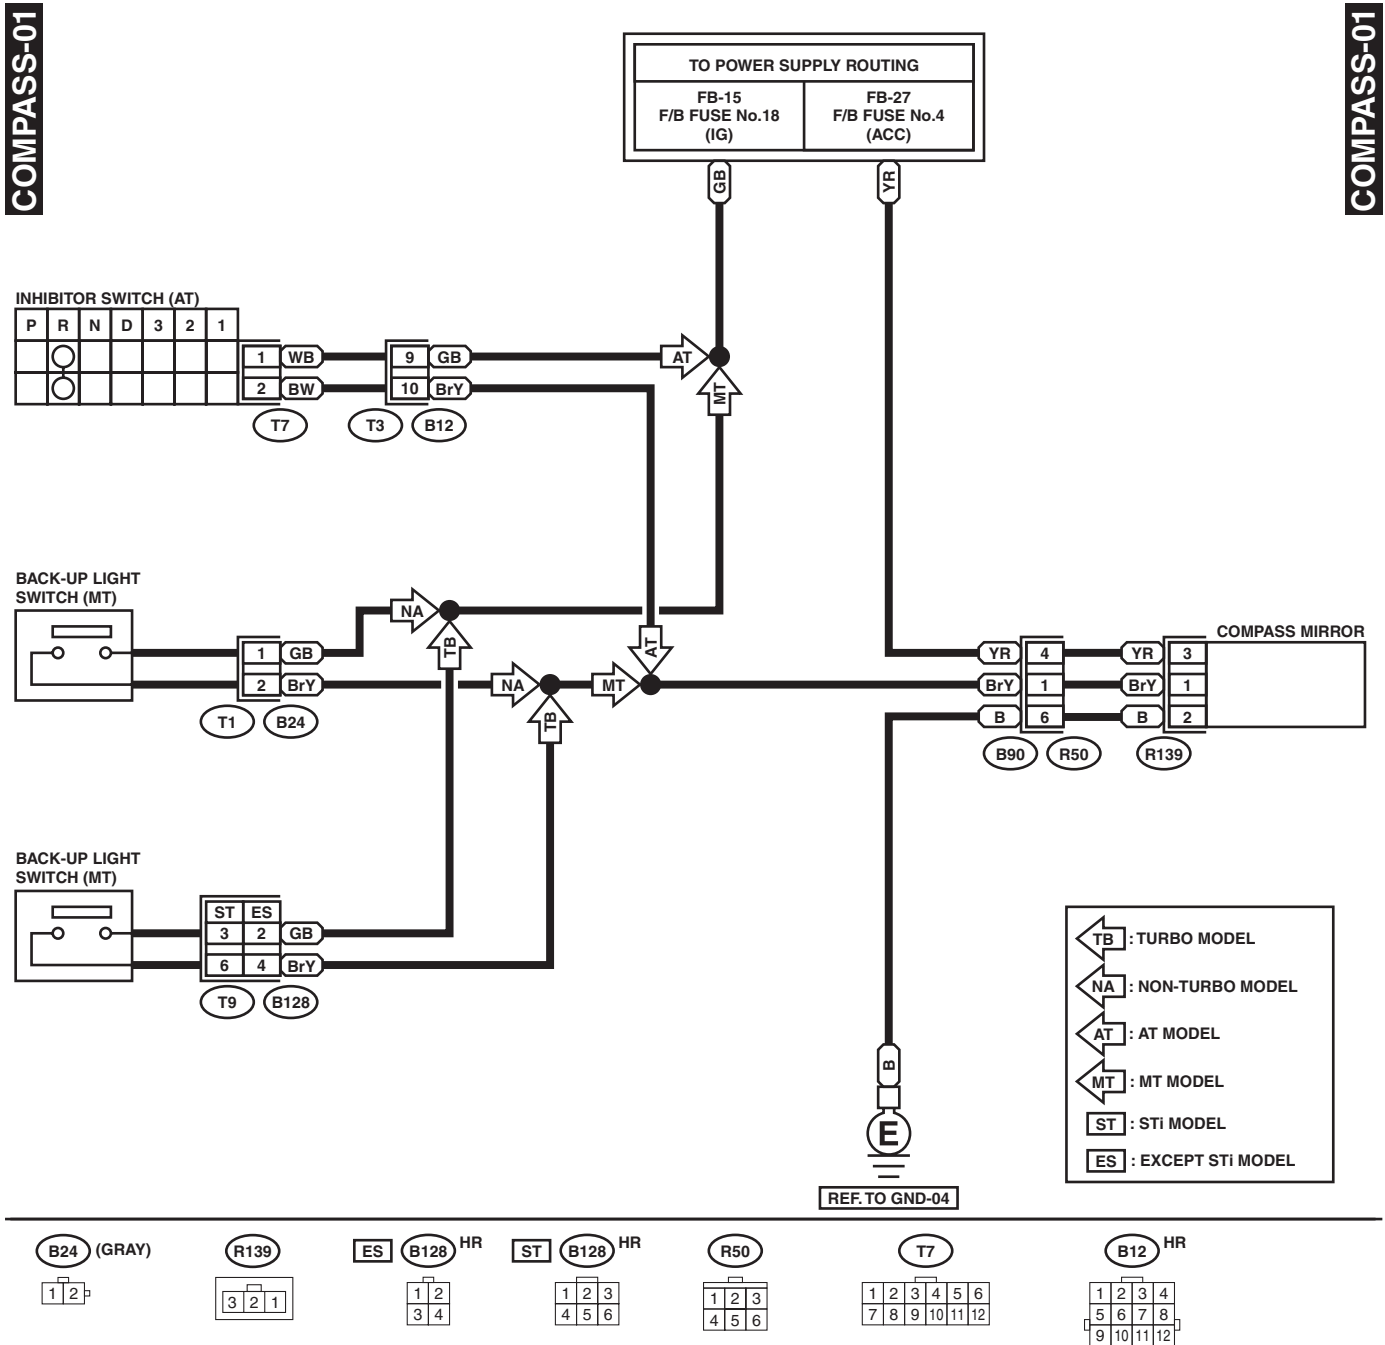 COMPASS-01
COMPASS-01
TO POWER SUPPLY ROUTING
FB-15
F/B FUSE No.18
(IG)
FB-27
F/B FUSE No.4
(ACC)
GB
YR
INHIBITOR SWITCH (AT)
P R N D 3 2 1
1 WB 9 GB AT
2 BW 10 BrY
MT
T7 T3 B12
BACK-UP LIGHT
SWITCH (MT)
NA
TB
AT
1 GB
2 BrY NA MT
TB
T1 B24
COMPASS MIRROR
YR 4 YR 3
BrY 1 BrY 1
B 6 B 2
B90 R50 R139
BACK-UP LIGHT
SWITCH (MT)
ST ES
3 2 GB
6 4 BrY
T9 B128
B
E
REF. TO GND-04
TB : TURBO MODEL
NA : NON-TURBO MODEL
AT : AT MODEL
MT : MT MODEL
ST : STi MODEL
ES : EXCEPT STi MODEL
B24 (GRAY)
1 2
R139
3 2 1
ES B128 HR
1 2
3 4
ST B128 HR
1 2 3
4 5 6
R50
1 2 3
4 5 6
T7
1 2 3 4 5 6
7 8 9 10 11 12
B12 HR
1 2 3 4
5 6 7 8
9 10 11 12